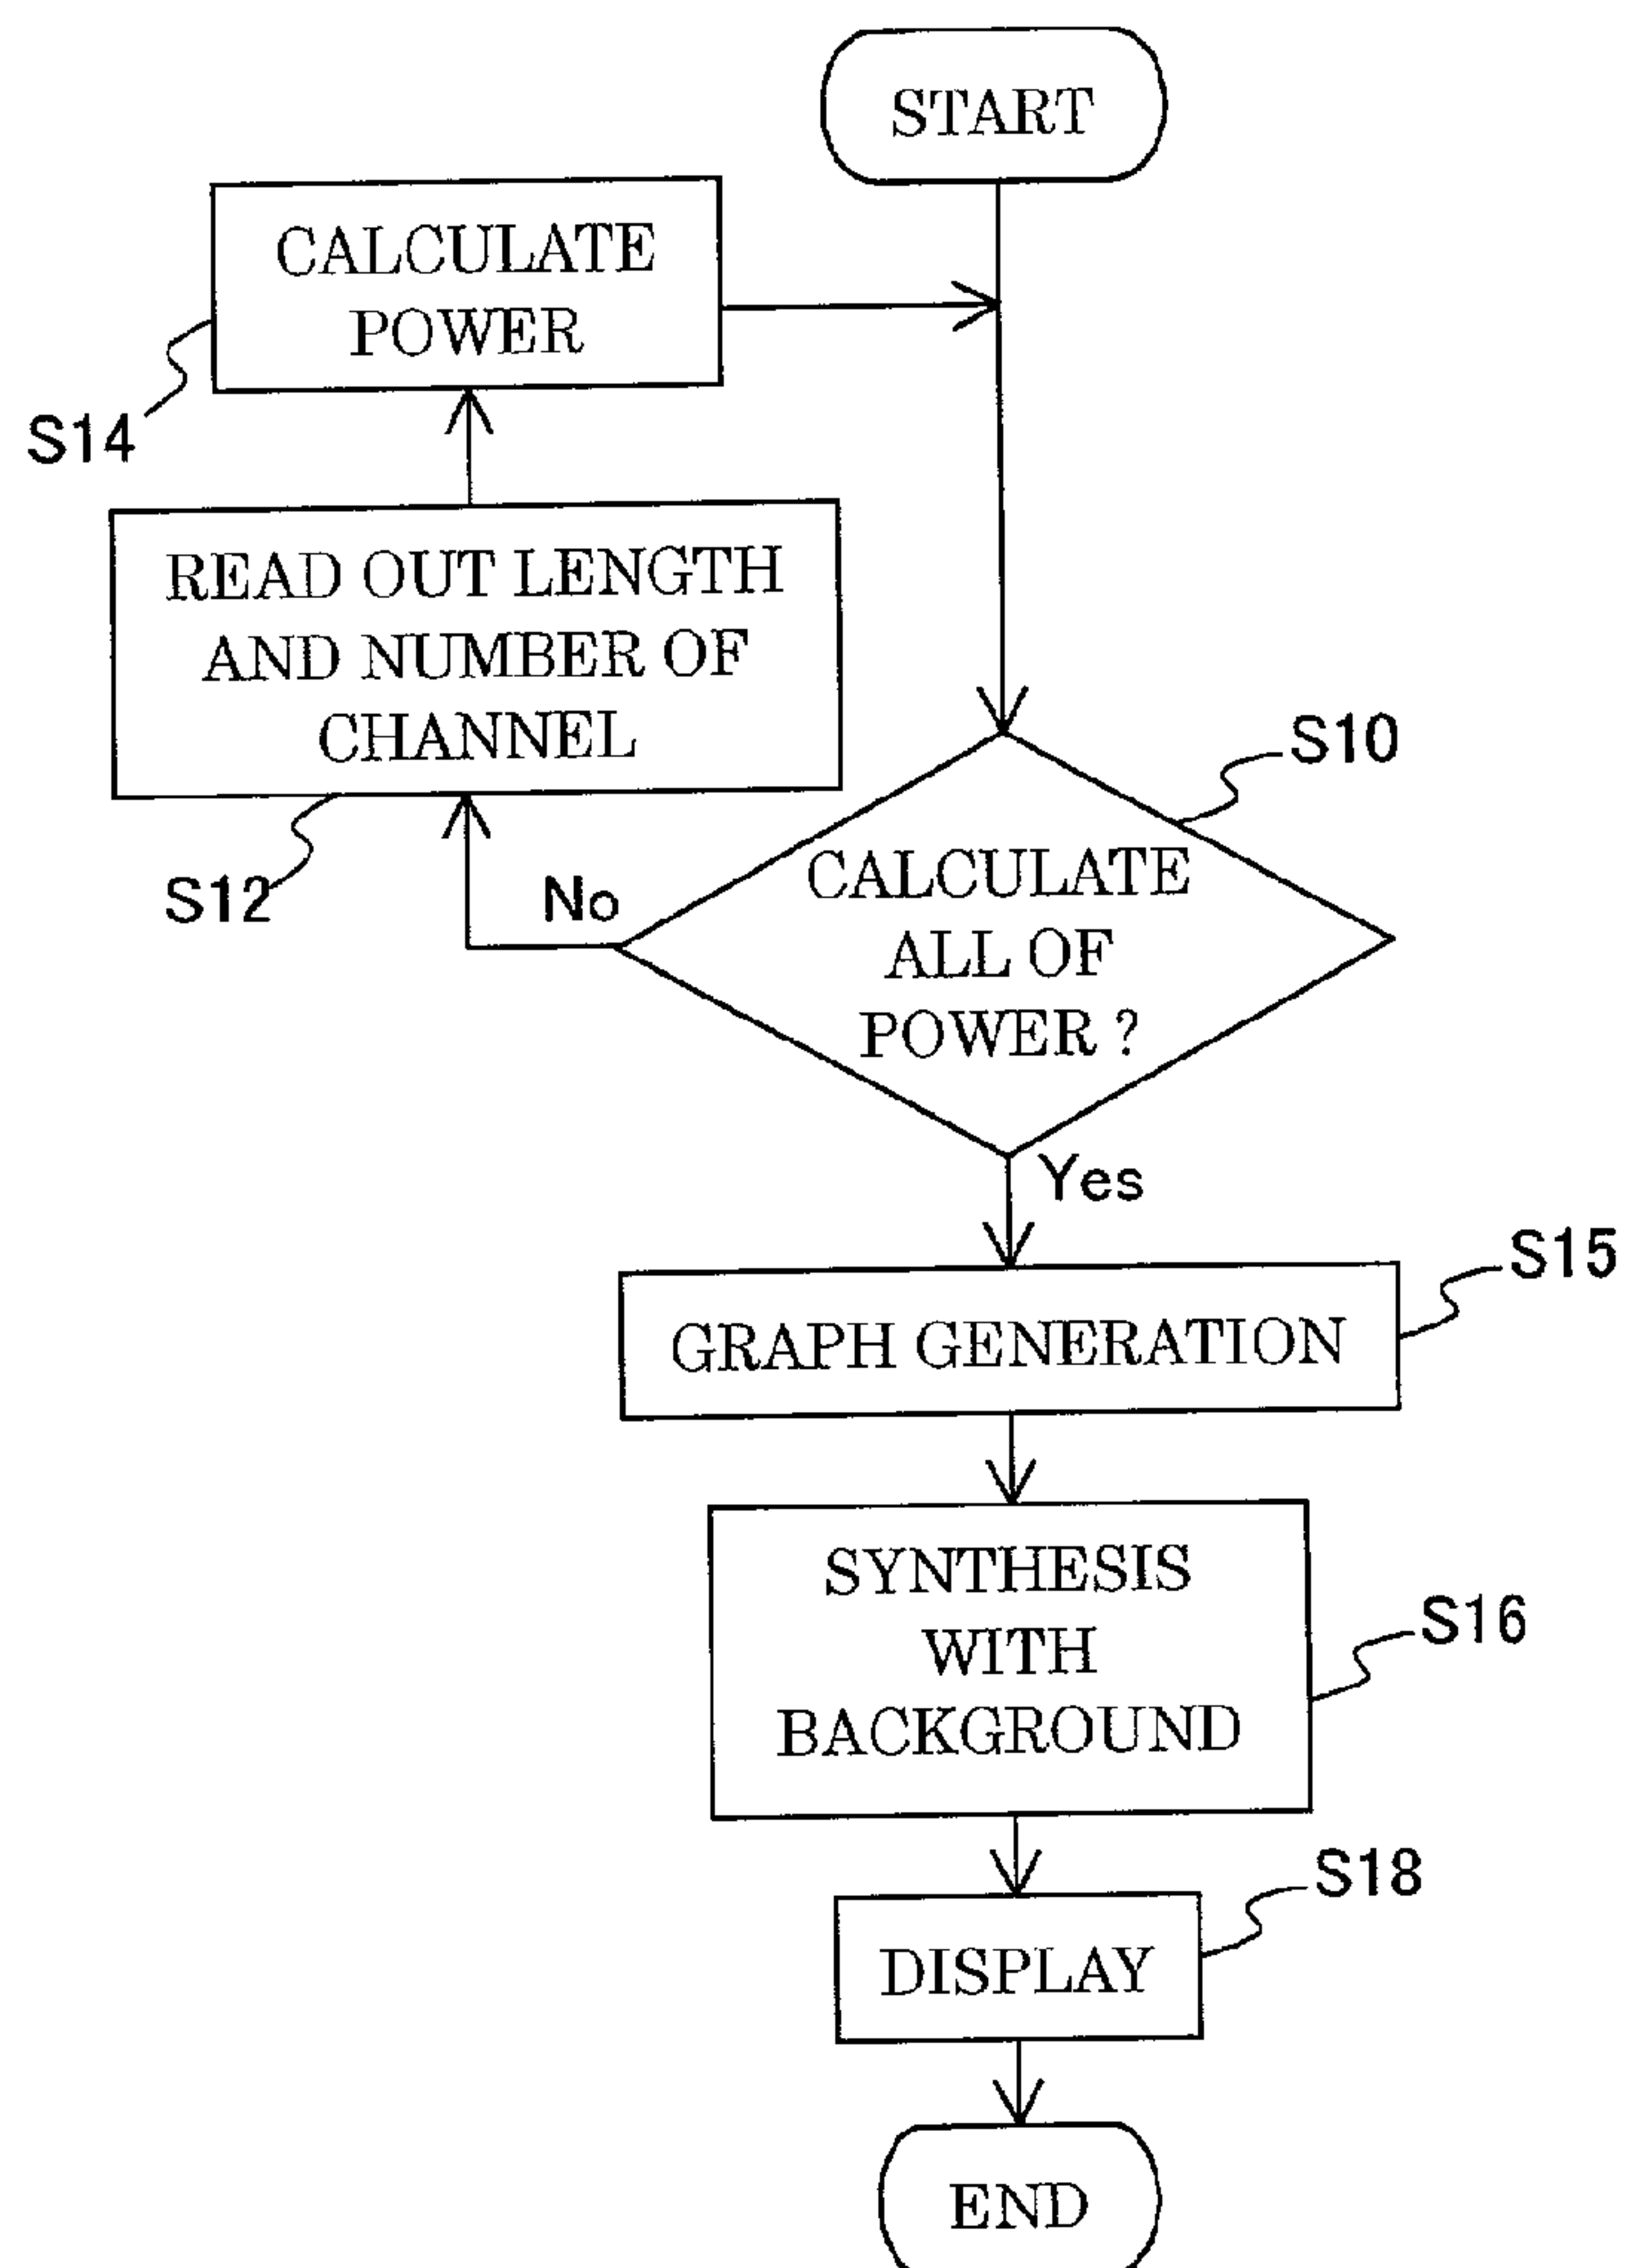 START
CALCULATE
POWER
S14
READ OUT LENGTH
AND NUMBER OF
CHANNEL
S12
No
S10
CALCULATE
ALL OF
POWER ?
Yes
S15
GRAPH GENERATION
SYNTHESIS
WITH
BACKGROUND
S16
S18
DISPLAY
END